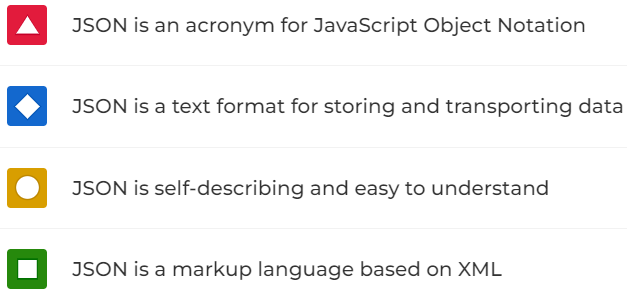 JSON is an acronym for JavaScript Object Notation
JSON is a text format for storing and transporting data
JSON is self-describing and easy to understand
JSON is a markup language based on XML